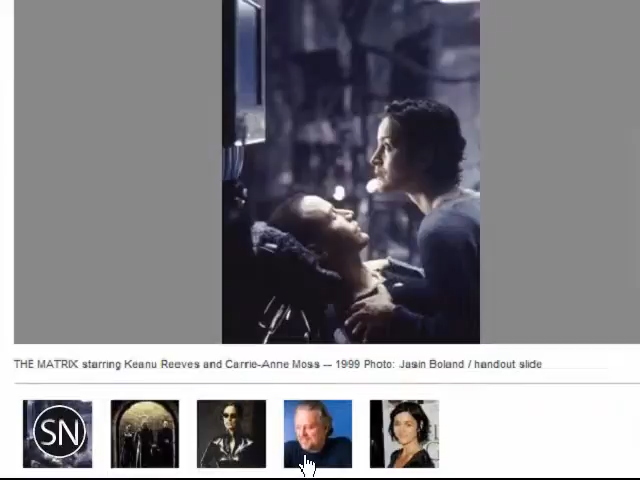 THE MATRIX starring Keanu Reeves and Carrie-Anne Moss -- 1999 Photo: Jasin Boland / handout slide
SN